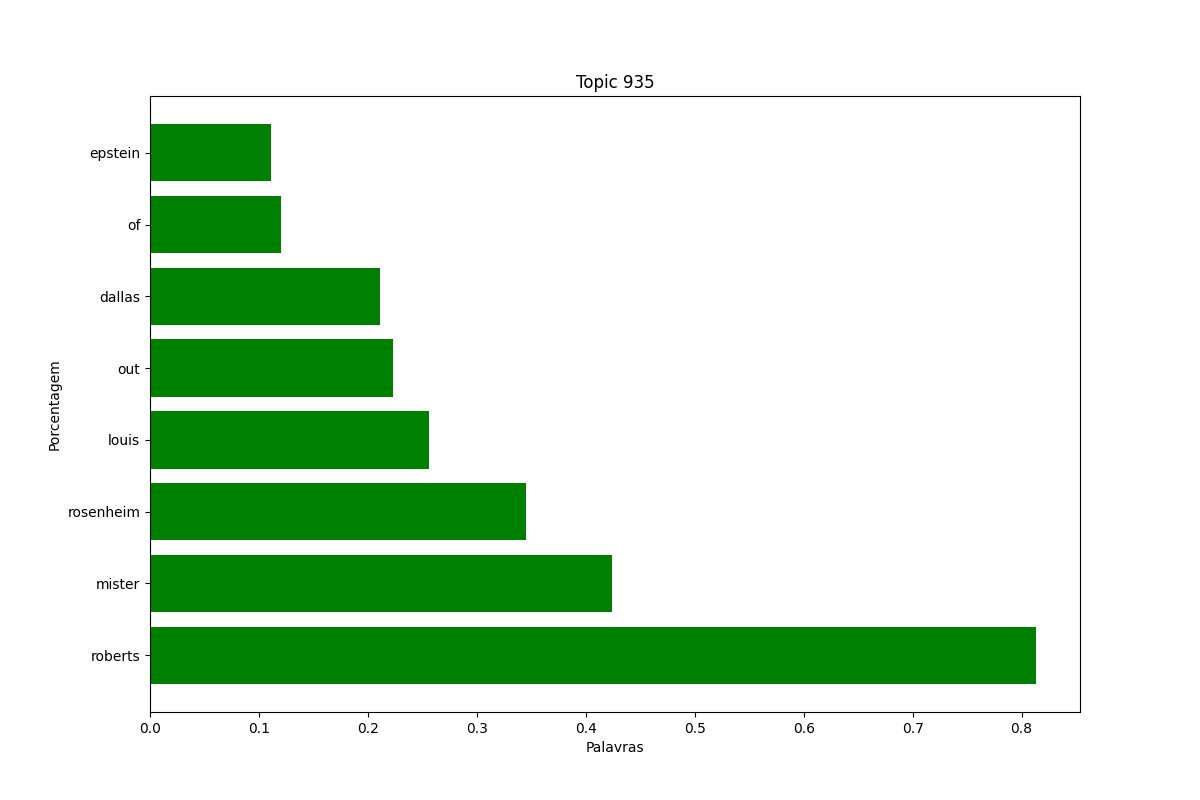 Topic 935
epstein
of
dallas
out
louis
rosenheim
mister
roberts
Porcentagem
0.0 0.1 0.2 0.3 0.4 0.5 0.6 0.7 0.8
Palavras